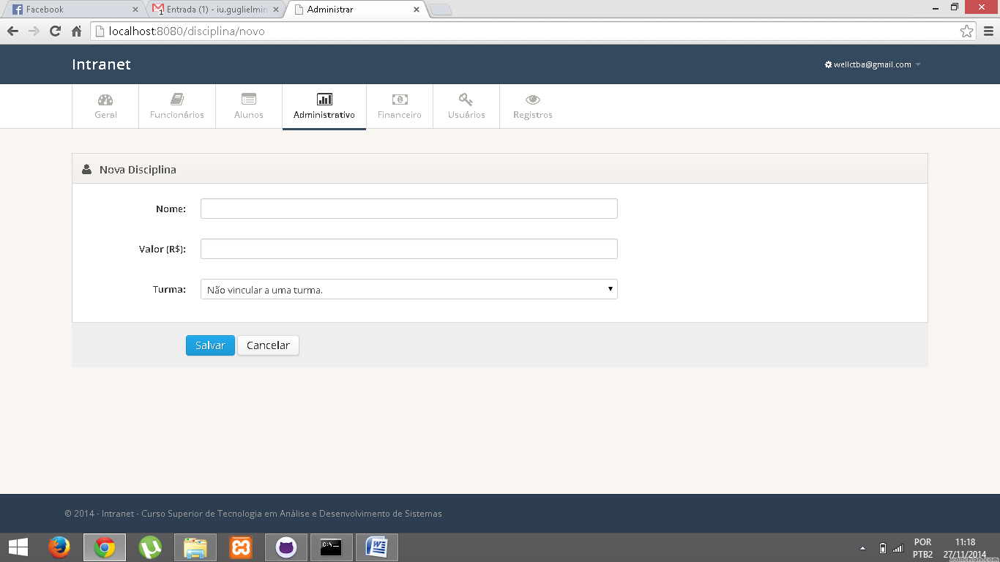 Facebook
Entrada (1) - iu.guglielmin
Administrar
localhost:8080/disciplina/novo
Intranet
wellctba@gmail.com
Geral
Funcionários
Alunos
Administrativo
Financeiro
Usuários
Registros
Nova Disciplina
Nome:
Valor (R$):
Turma:
Não vincular a uma turma.
Salvar
Cancelar
© 2014 - Intranet - Curso Superior de Tecnologia em Análise e Desenvolvimento de Sistemas
C:\
POR
PTB2
11:18
27/11/2014